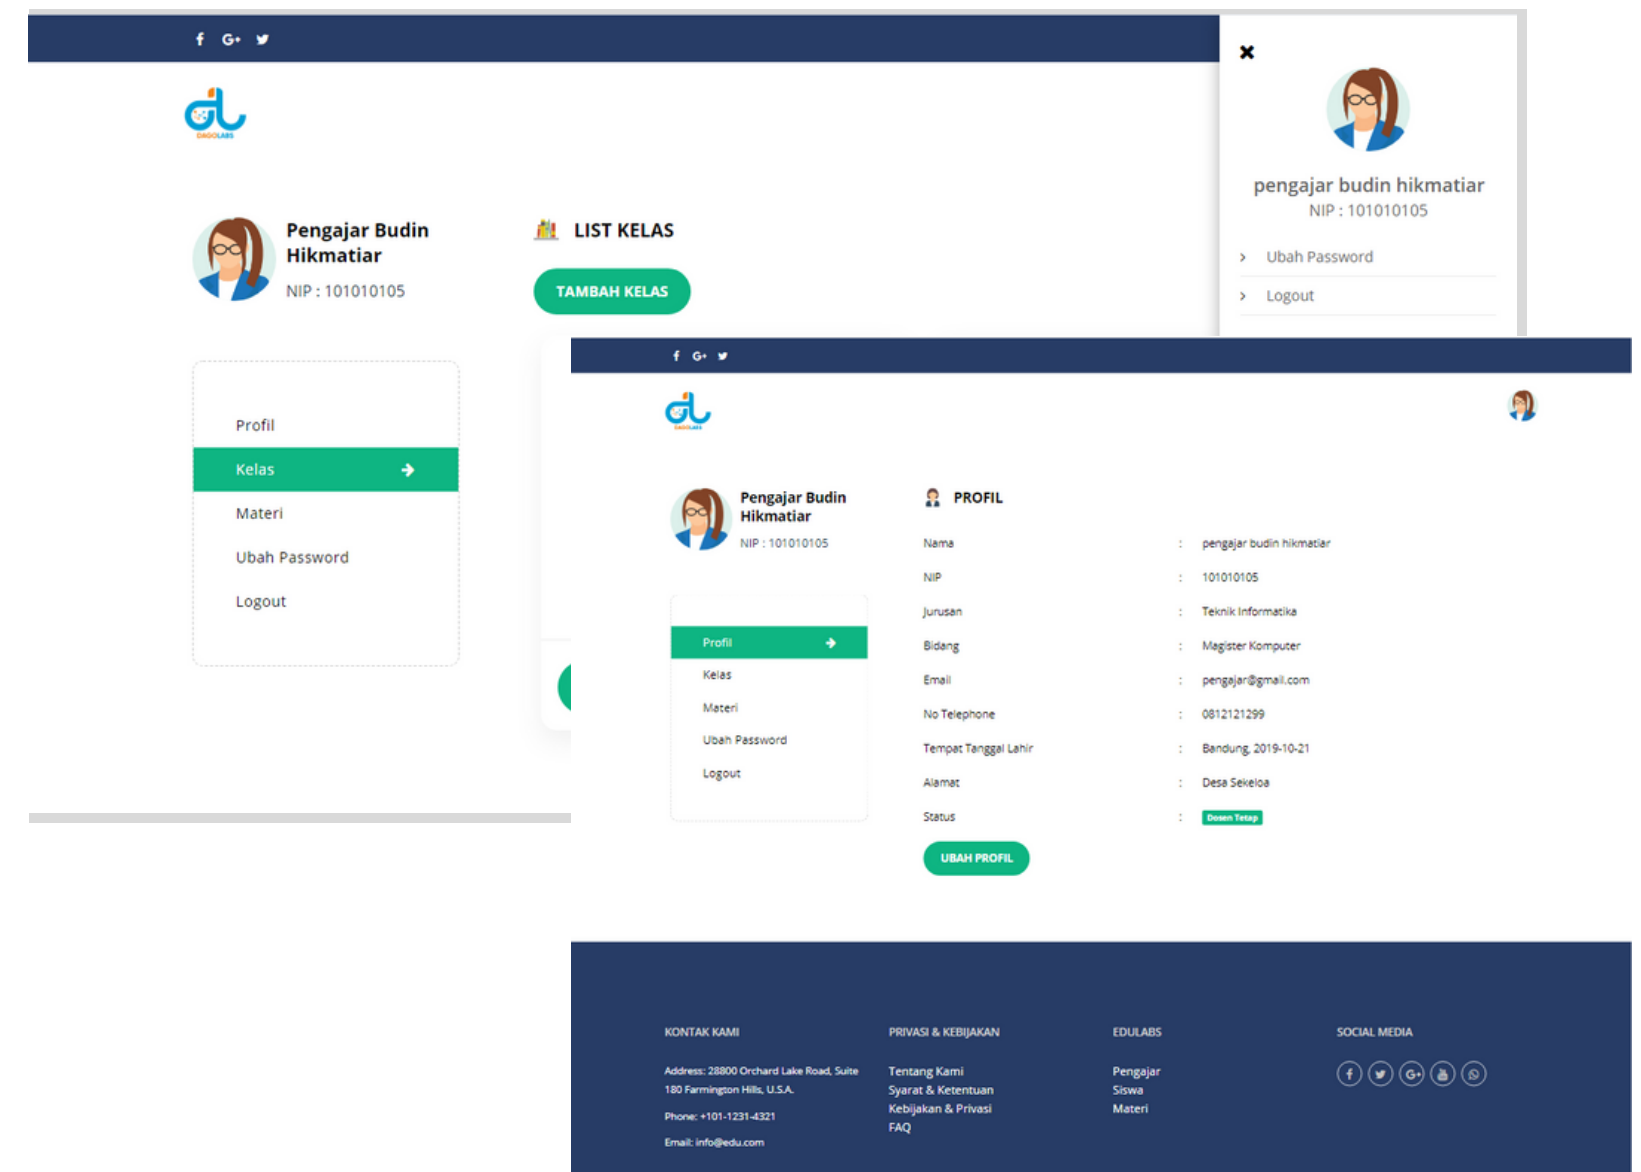 DAGOLABS
Pengajar Budin
Hikmatiar
NIP : 101010105
Profil
Kelas
Materi
Ubah Password
Logout
LIST KELAS
TAMBAH KELAS
pengajar budin hikmatiar
NIP : 101010105
Ubah Password
Logout
DAGOLABS
Pengajar Budin
Hikmatiar
NIP : 101010105
Profil
Kelas
Materi
Ubah Password
Logout
PROFIL
Nama : pengajar budin hikmatiar
NIP : 101010105
Jurusan : Teknik Informatika
Bidang : Magister Komputer
Email : pengajar@gmail.com
No Telephone : 0812121299
Tempat Tanggal Lahir : Bandung, 2019-10-21
Alamat : Desa Sekeloa
Status : Dosen Tetap
UBAH PROFIL
KONTAK KAMI
Address: 28800 Orchard Lake Road, Suite
180 Farmington Hills, U.S.A.
Phone: +101-1231-4321
Email: info@edu.com
PRIVASI & KEBIJAKAN
Tentang Kami
Syarat & Ketentuan
Kebijakan & Privasi
FAQ
EDULABS
Pengajar
Siswa
Materi
SOCIAL MEDIA